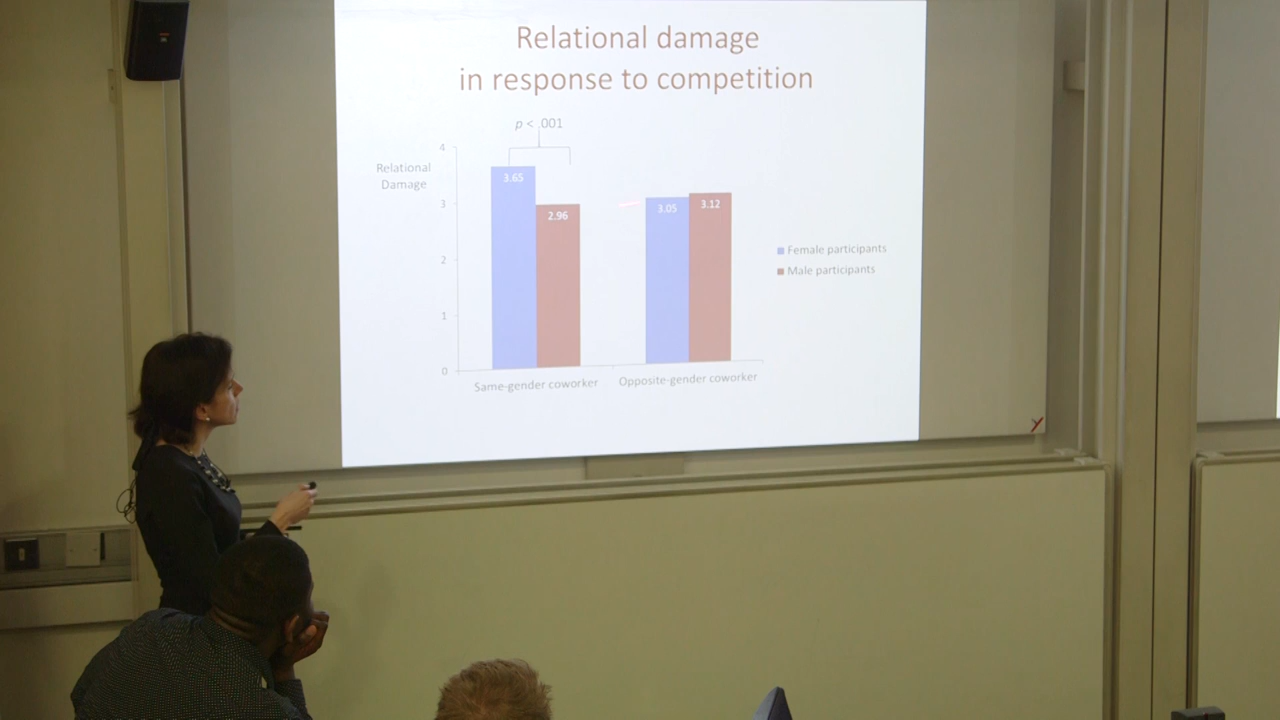 Relational damage
in response to competition
p < .001
Relational
Damage
4
3
2
1
0
3.65
2.96
3.05
3.12
Same-gender coworker
Opposite-gender coworker
Female participants
Male participants